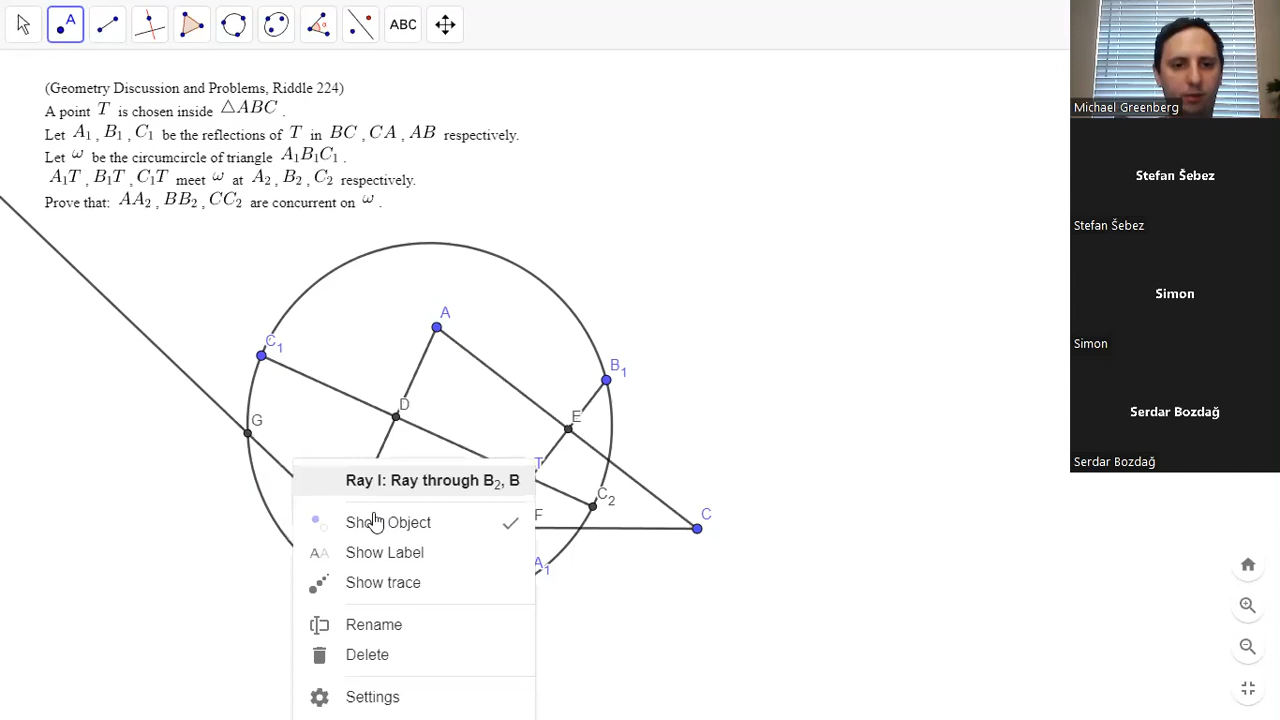 ABC
(Geometry Discussion and Problems, Riddle 224)
A point T is chosen inside △ABC .
Let A₁ , B₁ , C₁ be the reflections of T in BC , CA , AB respectively.
Let ω be the circumcircle of triangle A₁B₁C₁ .
A₁T , B₁T , C₁T meet ω at A₂ , B₂ , C₂ respectively.
Prove that: AA₂ , BB₂ , CC₂ are concurrent on ω .
A
C₁
B₁
D
E
G
T
C₂
F
C
A₁
Ray l: Ray through B₂, B
Show Object
Show Label
Show trace
Rename
Delete
Settings
Michael Greenberg
Stefan Šebez
Stefan Šebez
Simon
Simon
Serdar Bozdağ
Serdar Bozdağ